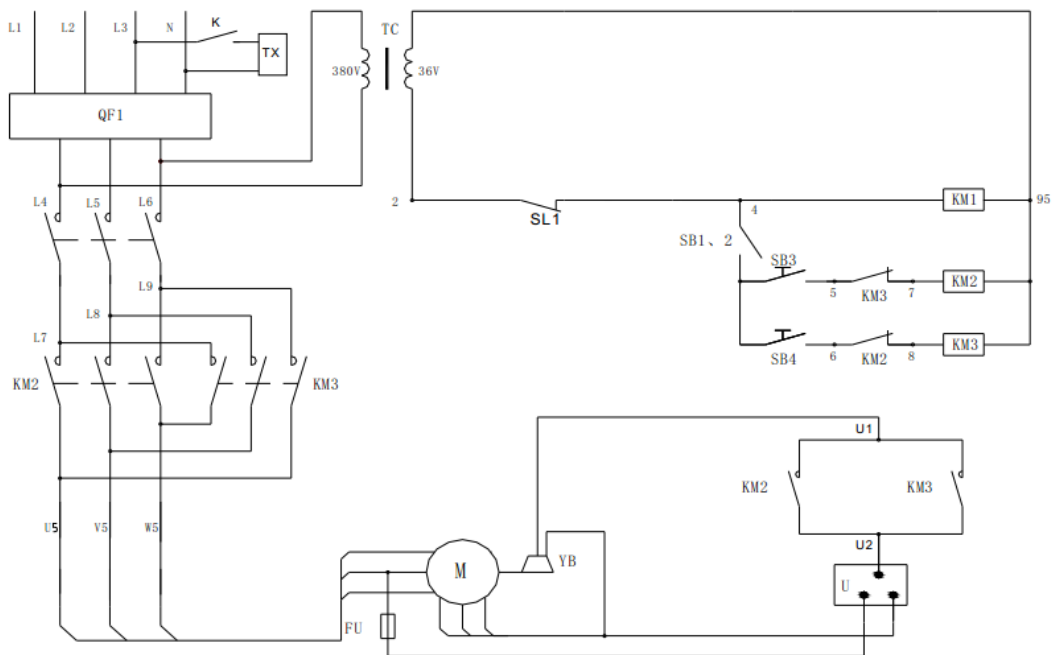 L1 L2 L3 N K
TX
TC
380V 36V
QF1
L4 L5 L6
2
SL1
4
KM1
95
SB1、2
SB3
5
KM3
7
KM2
L9
L8
L7
SB4
6
KM2
8
KM3
KM2
KM3
U1
KM2
KM3
U5 V5 W5
U2
M
YB
U
FU